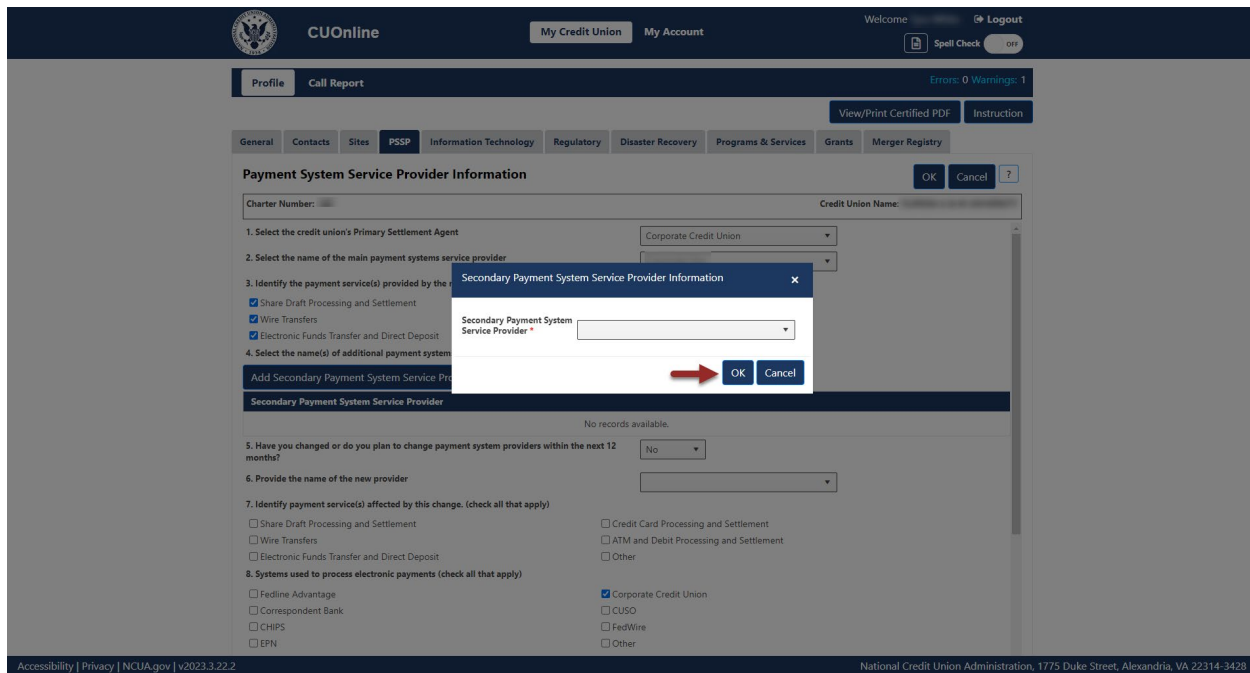 CUOnline
My Credit Union
My Account
Welcome
Logout
Spell Check OFF
Profile
Call Report
Errors: 0 Warnings: 1
View/Print Certified PDF
Instruction
General
Contacts
Sites
PSSP
Information Technology
Regulatory
Disaster Recovery
Programs & Services
Grants
Merger Registry
Payment System Service Provider Information
OK
Cancel
?
Charter Number:
Credit Union Name:
1. Select the credit union's Primary Settlement Agent
Corporate Credit Union
2. Select the name of the main payment systems service provider
3. Identify the payment service(s) provided by the
Share Draft Processing and Settlement
Wire Transfers
Electronic Funds Transfer and Direct Deposit
4. Select the name(s) of additional payment system
Add Secondary Payment System Service Pro
Secondary Payment System Service Provider Information
×
Secondary Payment System
Service Provider *
OK
Cancel
Secondary Payment System Service Provider
No records available.
5. Have you changed or do you plan to change payment system providers within the next 12
months?
No
6. Provide the name of the new provider
7. Identify payment service(s) affected by this change. (check all that apply)
Share Draft Processing and Settlement
Credit Card Processing and Settlement
Wire Transfers
ATM and Debit Processing and Settlement
Electronic Funds Transfer and Direct Deposit
Other
8. Systems used to process electronic payments (check all that apply)
Fedline Advantage
Corporate Credit Union
Correspondent Bank
CUSO
CHIPS
FedWire
EPN
Other
Accessibility | Privacy | NCUA.gov | v2023.3.22.2
National Credit Union Administration, 1775 Duke Street, Alexandria, VA 22314-3428